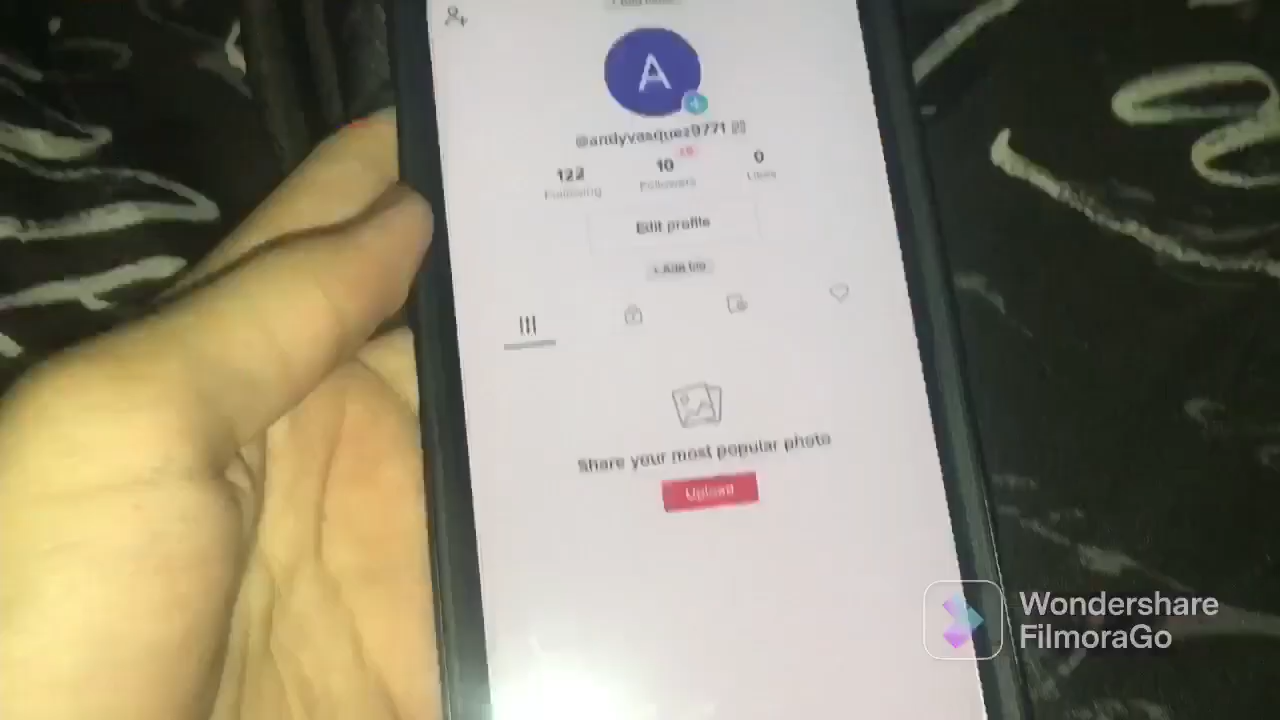 A
@andyvasquez9771
122 10 0
Following Followers Likes
Edit profile
+ Add bio
Share your most popular photo
Upload
Wondershare
FilmoraGo